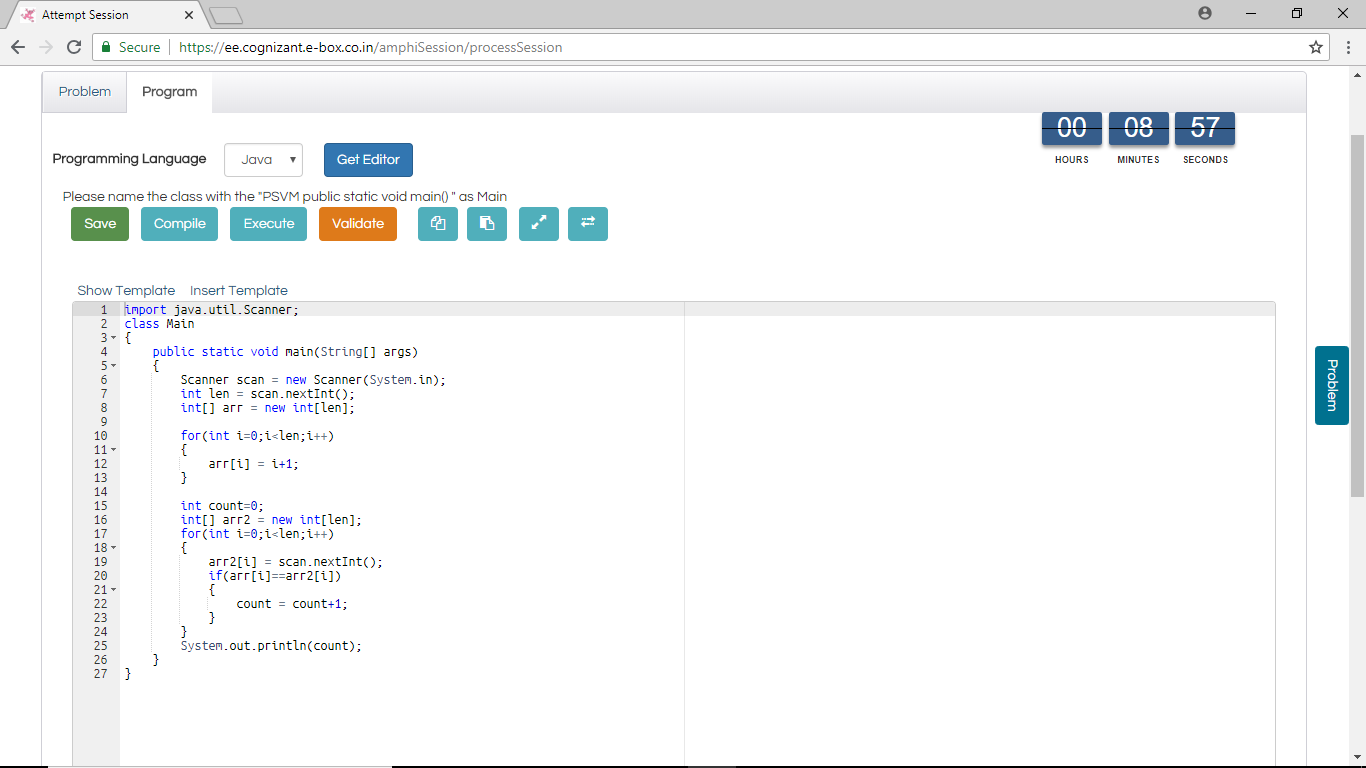 Attempt Session
Secure https://ee.cognizant.e-box.co.in/amphiSession/processSession
Problem Program
00 08 57
HOURS MINUTES SECONDS
Programming Language Java Get Editor
Please name the class with the "PSVM public static void main() " as Main
Save Compile Execute Validate
Show Template Insert Template
1 import java.util.Scanner;
2 class Main
3 {
4 public static void main(String[] args)
5 {
6 Scanner scan = new Scanner(System.in);
7 int len = scan.nextInt();
8 int[] arr = new int[len];
9
10 for(int i=0;i<len;i++)
11 {
12 arr[i] = i+1;
13 }
14
15 int count=0;
16 int[] arr2 = new int[len];
17 for(int i=0;i<len;i++)
18 {
19 arr2[i] = scan.nextInt();
20 if(arr[i]==arr2[i])
21 {
22 count = count+1;
23 }
24 }
25 System.out.println(count);
26 }
27 }
Problem